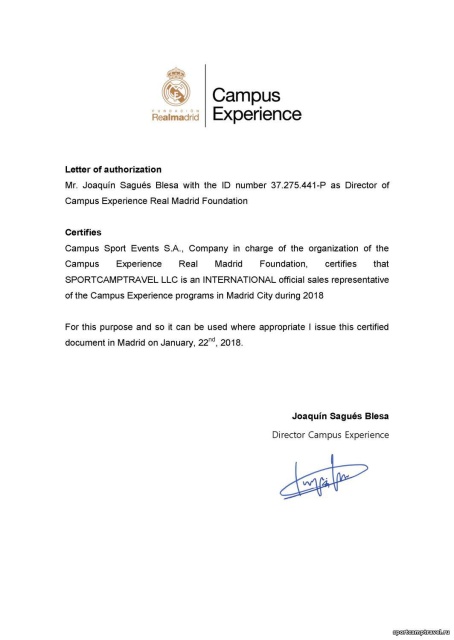 FUNDACIÓN
Realmadrid
Campus
Experience
Letter of authorization
Mr. Joaquín Sagués Blesa with the ID number 37.275.441-P as Director of
Campus Experience Real Madrid Foundation
Certifies
Campus Sport Events S.A., Company in charge of the organization of the
Campus Experience Real Madrid Foundation, certifies that
SPORTCAMPTRAVEL LLC is an INTERNATIONAL official sales representative
of the Campus Experience programs in Madrid City during 2018
For this purpose and so it can be used where appropriate I issue this certified
document in Madrid on January, 22nd, 2018.
Joaquín Sagués Blesa
Director Campus Experience
sportcamptravel.ru